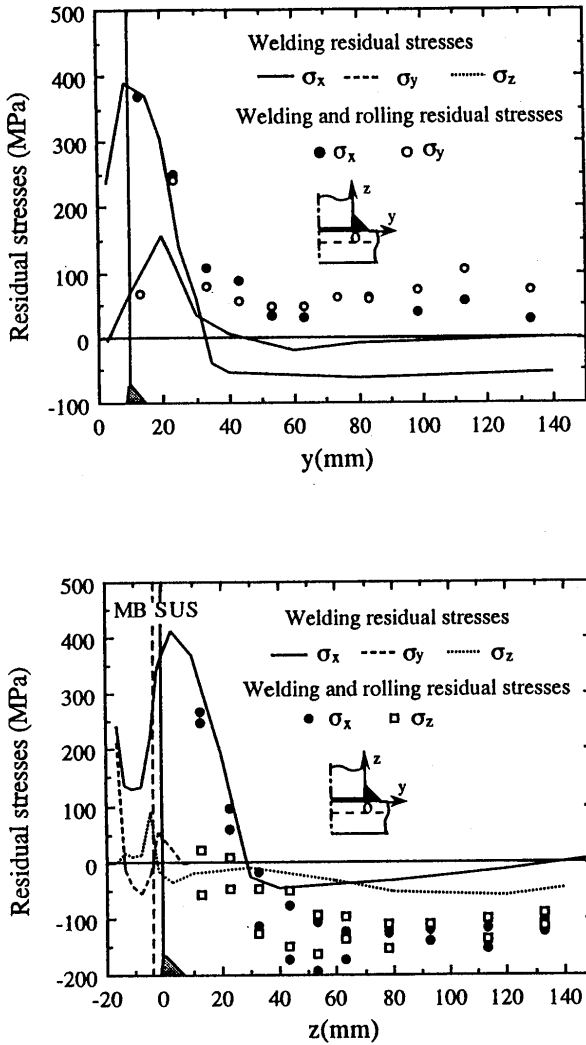 500
400
300
200
100
0
-100
Residual stresses (MPa)
Welding residual stresses
σx σy σz
Welding and rolling residual stresses
σx σy
z
y
0
0 20 40 60 80 100 120 140
y(mm)
500
400
300
200
100
0
-100
-200
Residual stresses (MPa)
MB SUS
Welding residual stresses
σx σy σz
Welding and rolling residual stresses
σx σz
z
y
0
-20 0 20 40 60 80 100 120 140
z(mm)